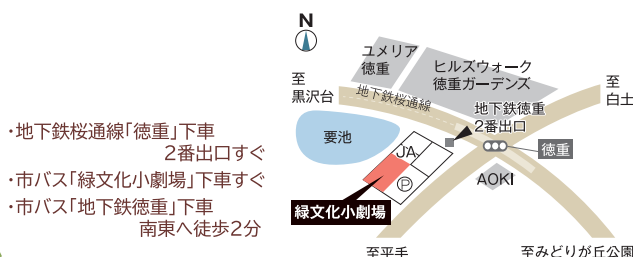 ・地下鉄桜通線「徳重」下車
2番出口すぐ
・市バス「緑文化小劇場」下車すぐ
・市バス「地下鉄徳重」下車
南東へ徒歩2分
N
ユメリア
徳重
ヒルズウォーク
徳重ガーデンズ
至
黒沢台
至
白土
地下鉄桜通線
地下鉄徳重
2番出口
要池
JA
徳重
P
AOKI
緑文化小劇場
至平手
至みどりが丘公園